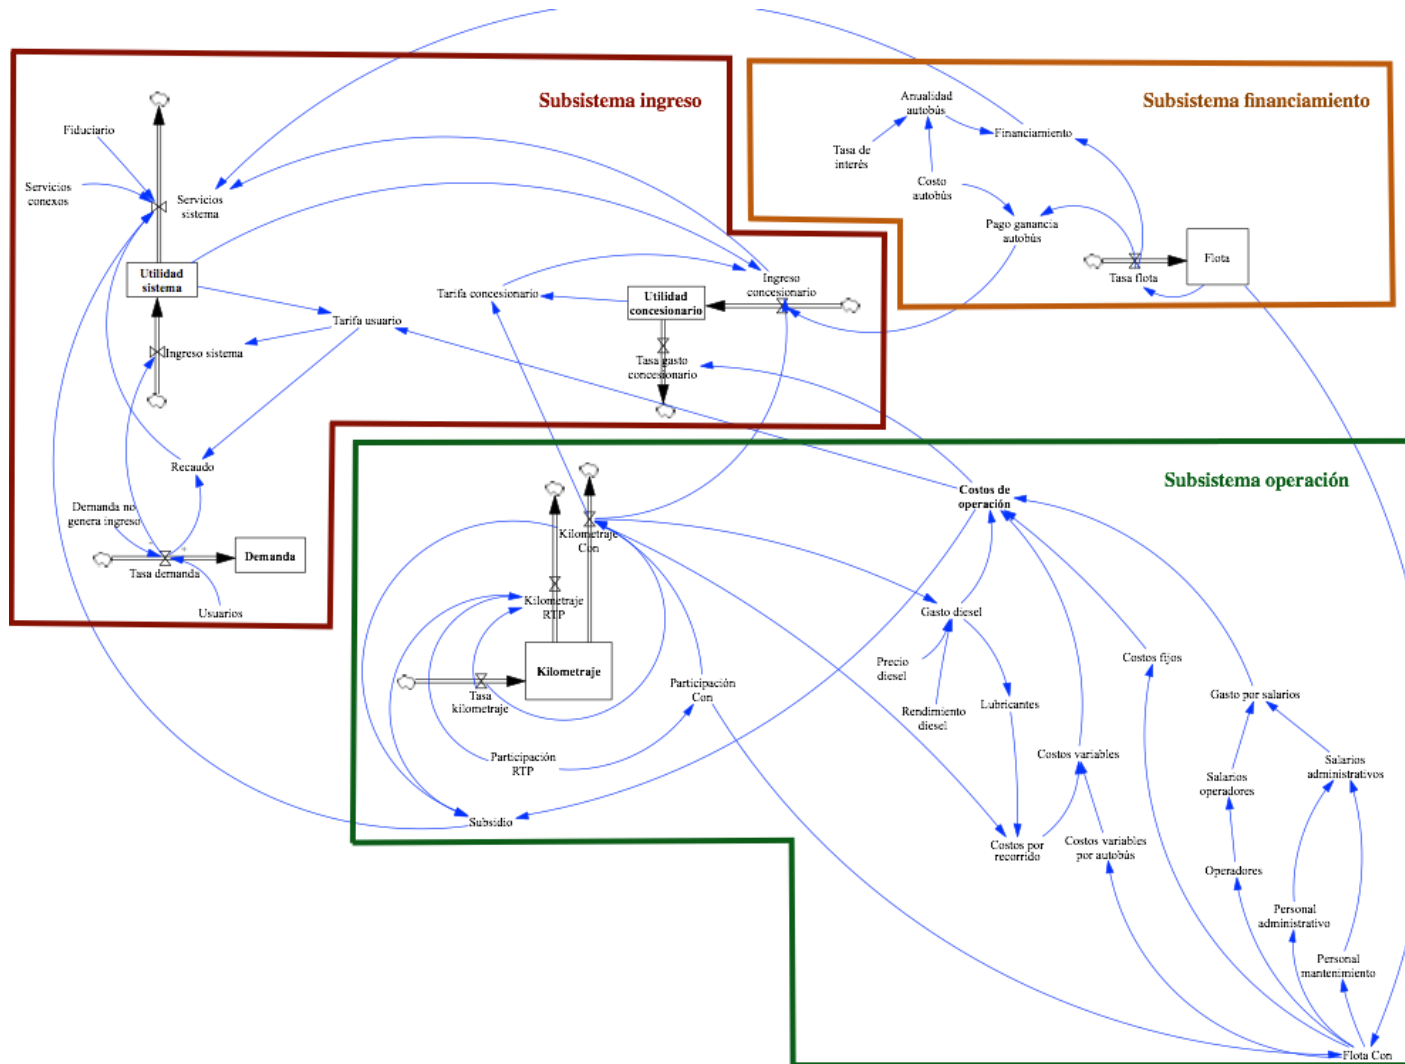 Subsistema ingreso
Fiduciario
Servicios
conexos
Servicios
sistema
Utilidad
sistema
Tarifa usuario
Ingreso sistema
Tarifa concesionario
Utilidad
concesionario
Ingreso
concesionario
Tasa gasto
concesionario
Recaudo
Demanda no
genera ingreso
Demanda
Tasa demanda
Usuarios
Subsistema financiamiento
Anualidad
autobús
Financiamiento
Tasa de
interés
Costo
autobús
Pago ganancia
autobús
Flota
Tasa flota
Subsistema operación
Costos de
operación
Kilometraje
Con
Kilometraje
RTP
Kilometraje
Tasa
kilometraje
Participación
Con
Participación
RTP
Subsidio
Gasto diesel
Precio
diesel
Rendimiento
diesel
Lubricantes
Costos variables
Costos fijos
Gasto por salarios
Salarios
operadores
Salarios
administrativos
Costos por
recorrido
Costos variables
por autobús
Operadores
Personal
administrativo
Personal
mantenimiento
Flota Con